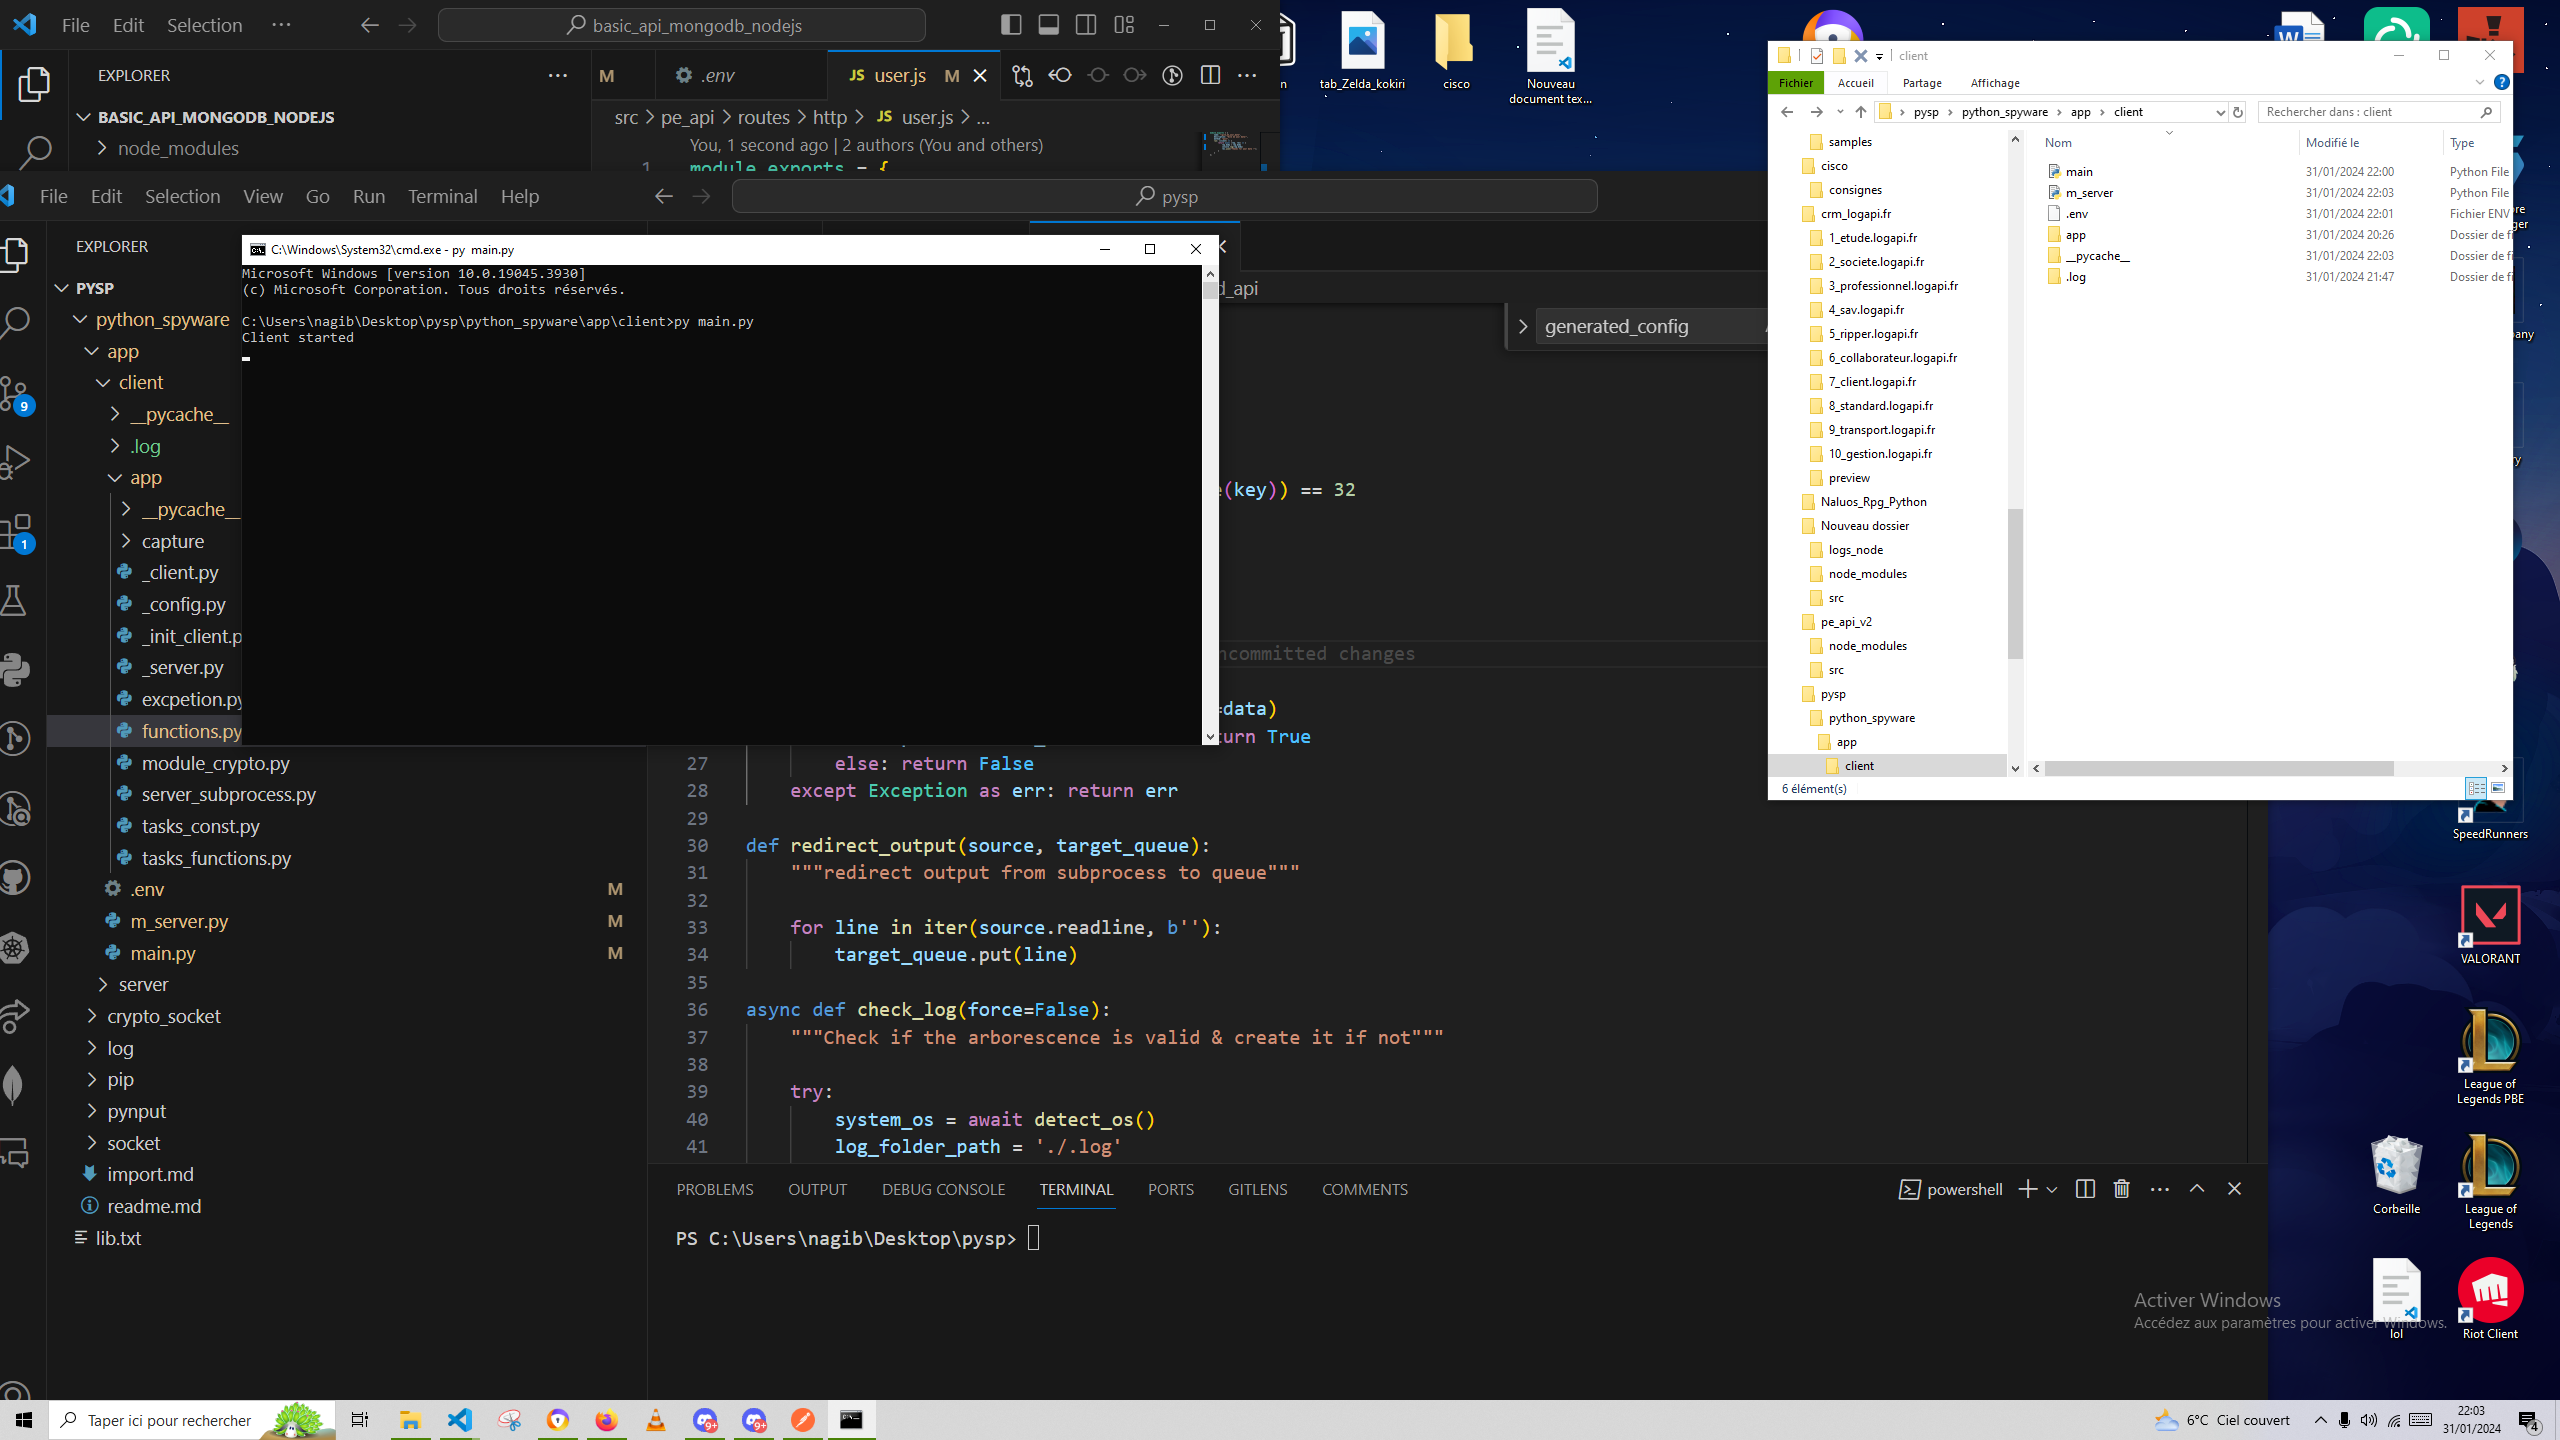 File Edit Selection ··· basic_api_mongodb_nodejs
EXPLORER
BASIC_API_MONGODB_NODEJS
node_modules
M .env JS user.js M
src > pe_api > routes > http > JS user.js > ...
You, 1 second ago | 2 authors (You and others)
1 module.exports = {
File Edit Selection View Go Run Terminal Help pysp
EXPLORER
PYSP
python_spyware
app
client
__pycache__
.log
app
__pycache__
capture
_client.py
_config.py
_init_client.p
_server.py
excpetion.py
functions.py
module_crypto.py
server_subprocess.py
tasks_const.py
tasks_functions.py
.env M
m_server.py M
main.py M
server
crypto_socket
log
pip
pynput
socket
import.md
readme.md
lib.txt
9
1
C:\Windows\System32\cmd.exe - py main.py
Microsoft Windows [version 10.0.19045.3930]
(c) Microsoft Corporation. Tous droits réservés.
C:\Users\nagib\Desktop\pysp\python_spyware\app\client>py main.py
Client started
d_api
generated_config
(key)) == 32
ncommitted changes
=data)
turn True
27 else: return False
28 except Exception as err: return err
29
30 def redirect_output(source, target_queue):
31 """redirect output from subprocess to queue"""
32
33 for line in iter(source.readline, b''):
34 target_queue.put(line)
35
36 async def check_log(force=False):
37 """Check if the arborescence is valid & create it if not"""
38
39 try:
40 system_os = await detect_os()
41 log_folder_path = './.log'
PROBLEMS OUTPUT DEBUG CONSOLE TERMINAL PORTS GITLENS COMMENTS powershell
PS C:\Users\nagib\Desktop\pysp>
client
Fichier Accueil Partage Affichage
pysp > python_spyware > app > client
Rechercher dans : client
samples
cisco
consignes
crm_logapi.fr
1_etude.logapi.fr
2_societe.logapi.fr
3_professionnel.logapi.fr
4_sav.logapi.fr
5_ripper.logapi.fr
6_collaborateur.logapi.fr
7_client.logapi.fr
8_standard.logapi.fr
9_transport.logapi.fr
10_gestion.logapi.fr
preview
Naluos_Rpg_Python
Nouveau dossier
logs_node
node_modules
src
pe_api_v2
node_modules
src
pysp
python_spyware
app
client
Nom Modifié le Type
main 31/01/2024 22:00 Python File
m_server 31/01/2024 22:03 Python File
.env 31/01/2024 22:01 Fichier ENV
app 31/01/2024 20:26 Dossier de fi
__pycache__ 31/01/2024 22:03 Dossier de fi
.log 31/01/2024 21:47 Dossier de fi
6 élément(s)
n
tab_Zelda_kokiri
cisco
Nouveau
document tex...
SpeedRunners
VALORANT
League of
Legends PBE
Corbeille
League of
Legends
lol
Riot Client
Activer Windows
Accédez aux paramètres pour activer Windows.
Taper ici pour rechercher
9+
9+
6°C Ciel couvert
22:03
31/01/2024
4